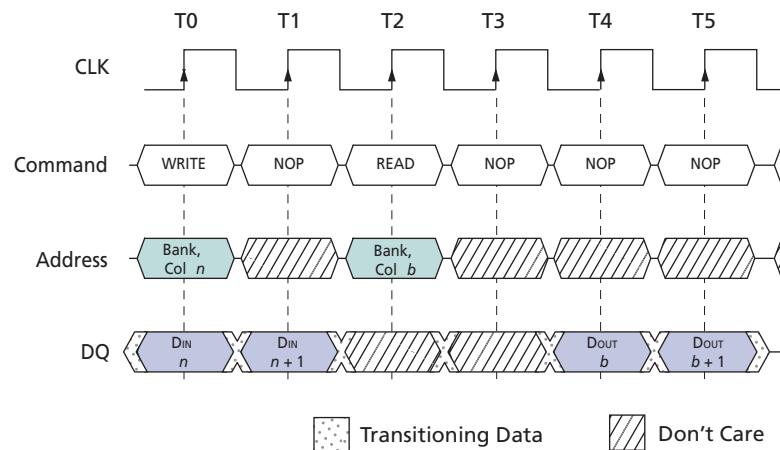 T0 T1 T2 T3 T4 T5
CLK
Command WRITE NOP READ NOP NOP NOP
Address Bank, Col n Bank, Col b
DQ DIN n DIN n + 1 DOUT b DOUT b + 1
Transitioning Data Don't Care